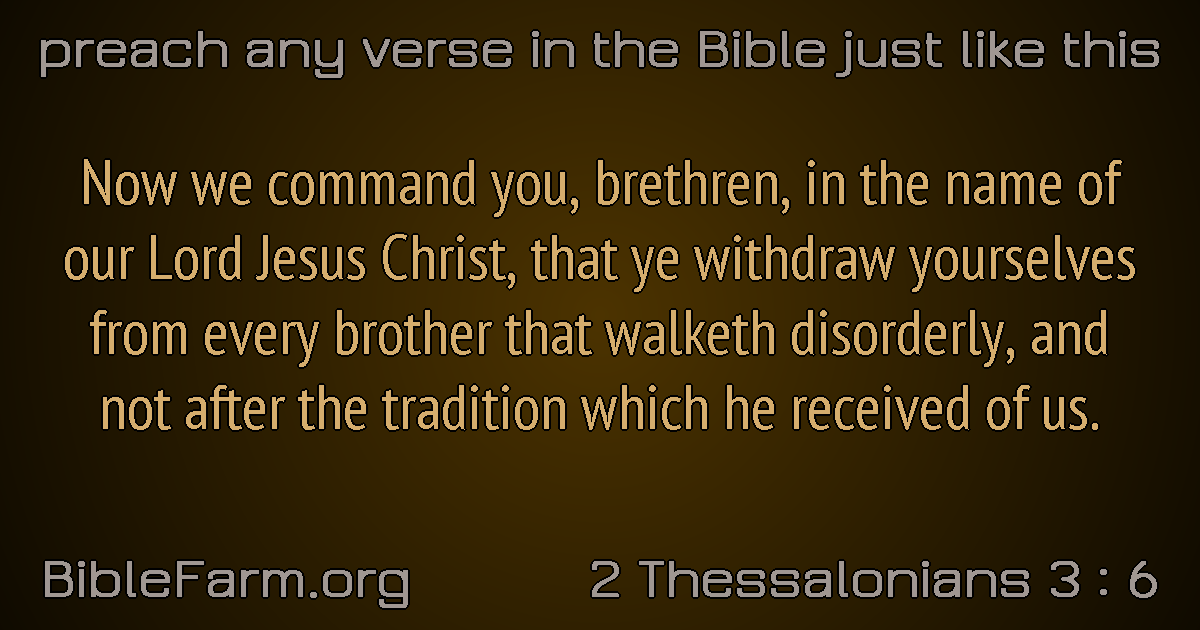 preach any verse in the Bible just like this
Now we command you, brethren, in the name of
our Lord Jesus Christ, that ye withdraw yourselves
from every brother that walketh disorderly, and
not after the tradition which he received of us.
BibleFarm.org
2 Thessalonians 3 : 6